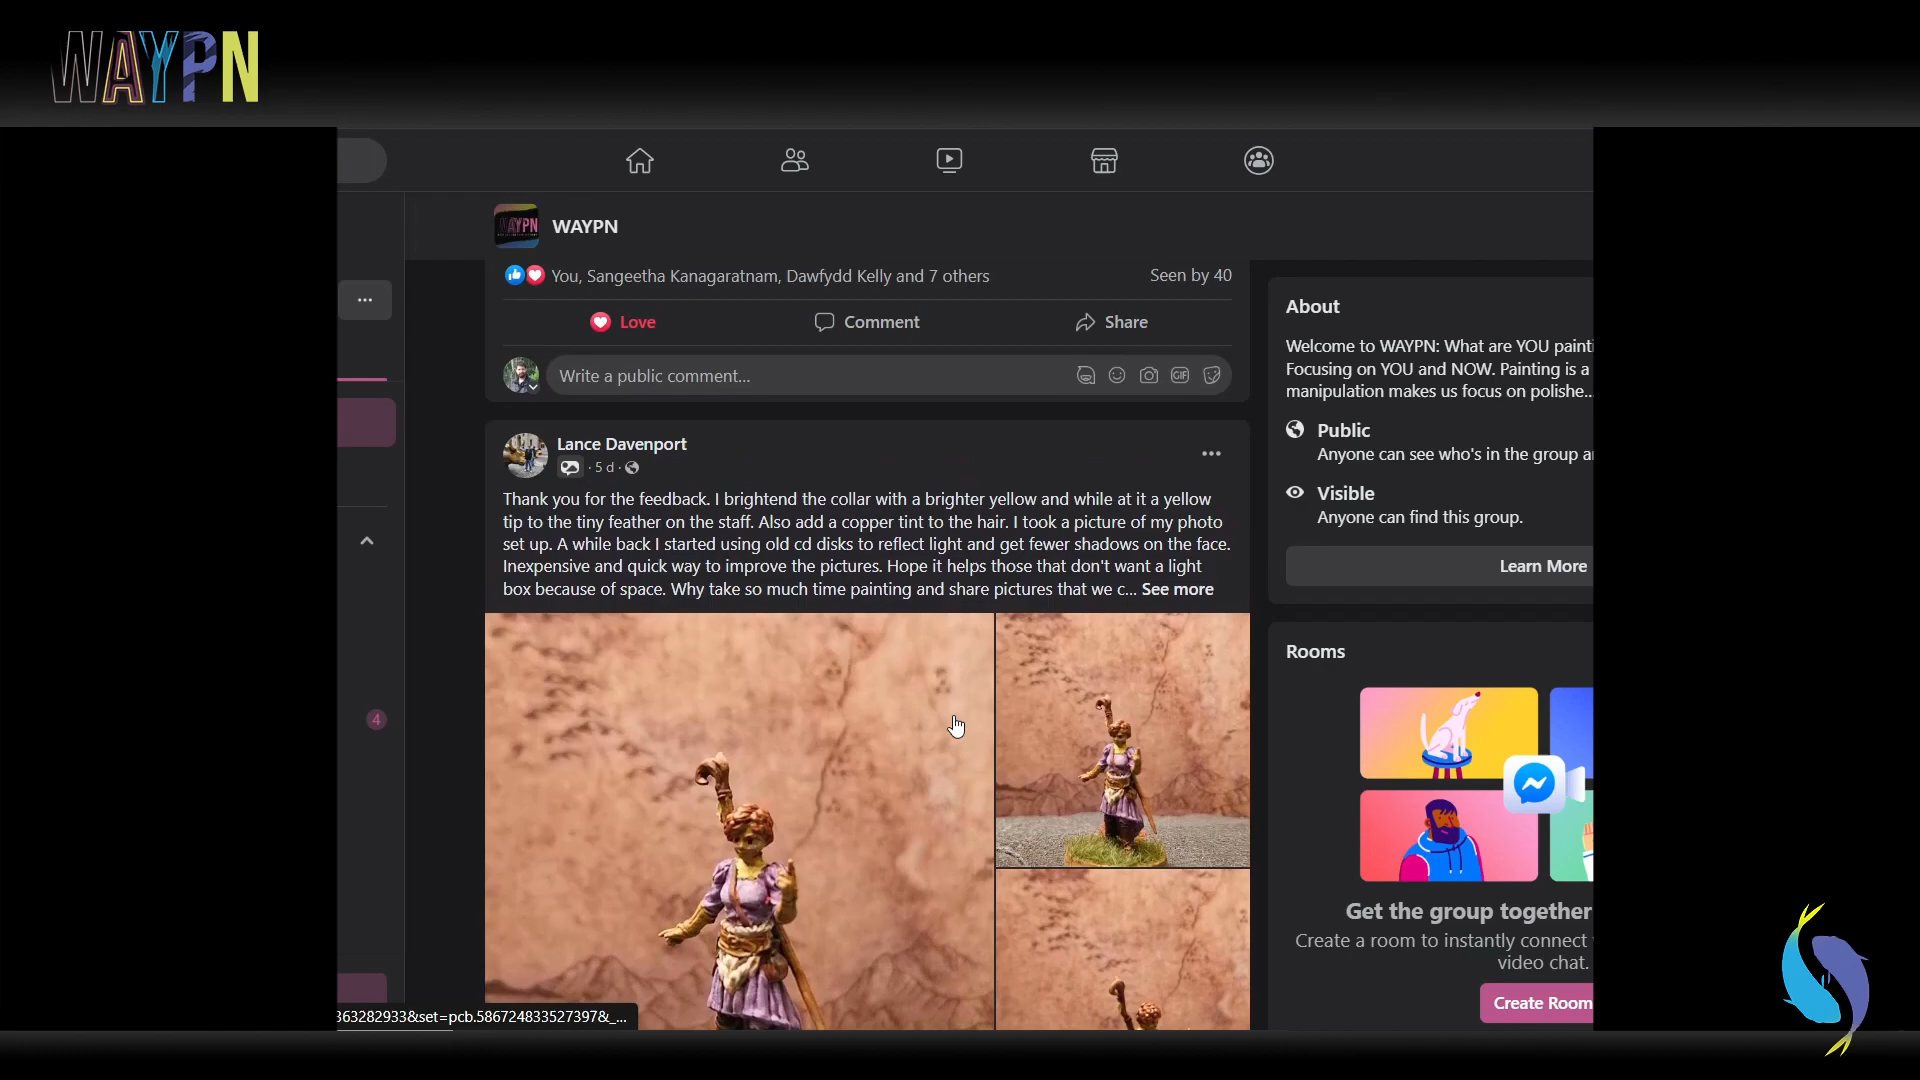 WAYPN
WAYPN
WAYPN
You, Sangeetha Kanagaratnam, Dawfydd Kelly and 7 others
Seen by 40
Love
Comment
Share
Write a public comment...
GIF
Lance Davenport
· 5 d ·
Thank you for the feedback. I brightend the collar with a brighter yellow and while at it a yellow
tip to the tiny feather on the staff. Also add a copper tint to the hair. I took a picture of my photo
set up. A while back I started using old cd disks to reflect light and get fewer shadows on the face.
Inexpensive and quick way to improve the pictures. Hope it helps those that don't want a light
box because of space. Why take so much time painting and share pictures that we c... See more
4
363282933&set=pcb.5867248335273978&_...
About
Welcome to WAYPN: What are YOU painti
Focusing on YOU and NOW. Painting is a
manipulation makes us focus on polishe...
Public
Anyone can see who's in the group a
Visible
Anyone can find this group.
Learn More
Rooms
Get the group together
Create a room to instantly connect
video chat.
Create Room